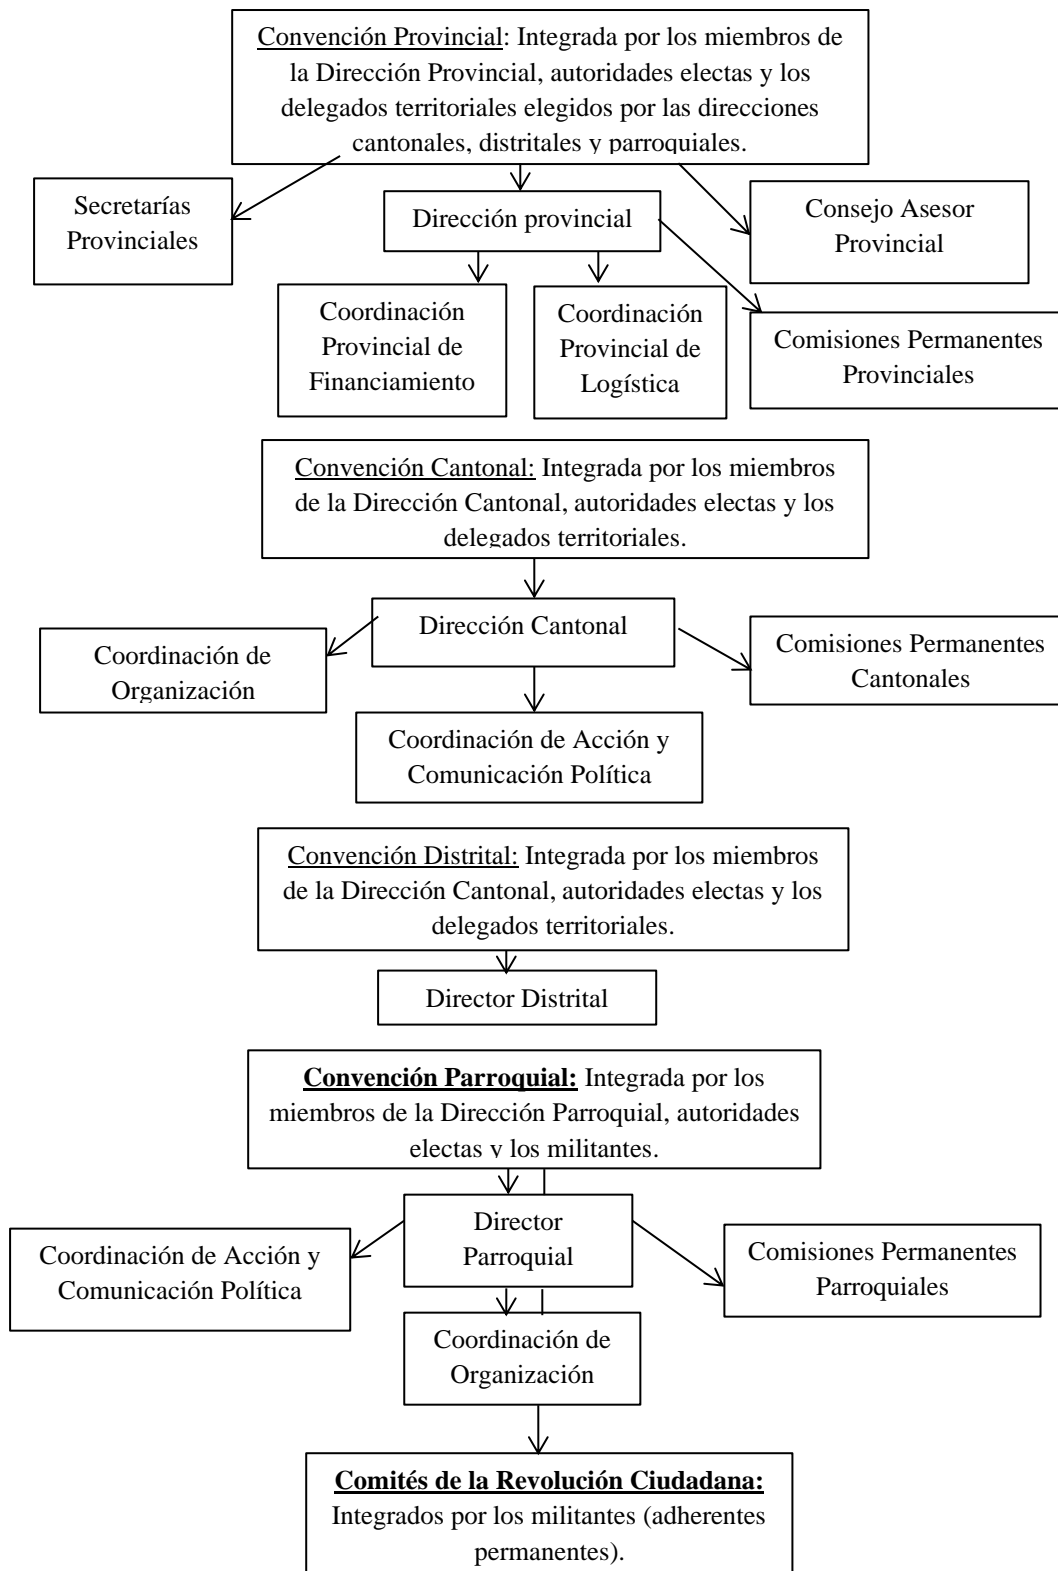 Convención Provincial: Integrada por los miembros de
la Dirección Provincial, autoridades electas y los
delegados territoriales elegidos por las direcciones
cantonales, distritales y parroquiales.
Secretarías
Provinciales
Dirección provincial
Consejo Asesor
Provincial
Coordinación
Provincial de
Financiamiento
Coordinación
Provincial de
Logística
Comisiones Permanentes
Provinciales
Convención Cantonal: Integrada por los miembros
de la Dirección Cantonal, autoridades electas y los
delegados territoriales.
Dirección Cantonal
Coordinación de
Organización
Comisiones Permanentes
Cantonales
Coordinación de Acción y
Comunicación Política
Convención Distrital: Integrada por los miembros
de la Dirección Cantonal, autoridades electas y los
delegados territoriales.
Director Distrital
Convención Parroquial: Integrada por los
miembros de la Dirección Parroquial, autoridades
electas y los militantes.
Director
Parroquial
Coordinación de Acción y
Comunicación Política
Comisiones Permanentes
Parroquiales
Coordinación de
Organización
Comités de la Revolución Ciudadana:
Integrados por los militantes (adherentes
permanentes).